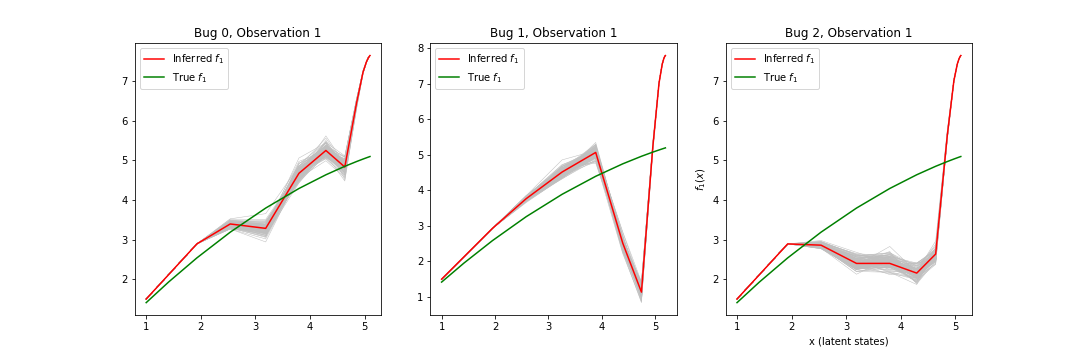 Bug 0, Observation 1
Inferred f₁
True f₁
7
6
5
4
3
2
1 2 3 4 5
Bug 1, Observation 1
Inferred f₁
True f₁
8
7
6
5
4
3
2
1
1 2 3 4 5
Bug 2, Observation 1
Inferred f₁
True f₁
f₁(x)
7
6
5
4
3
2
1 2 3 4 5
x (latent states)